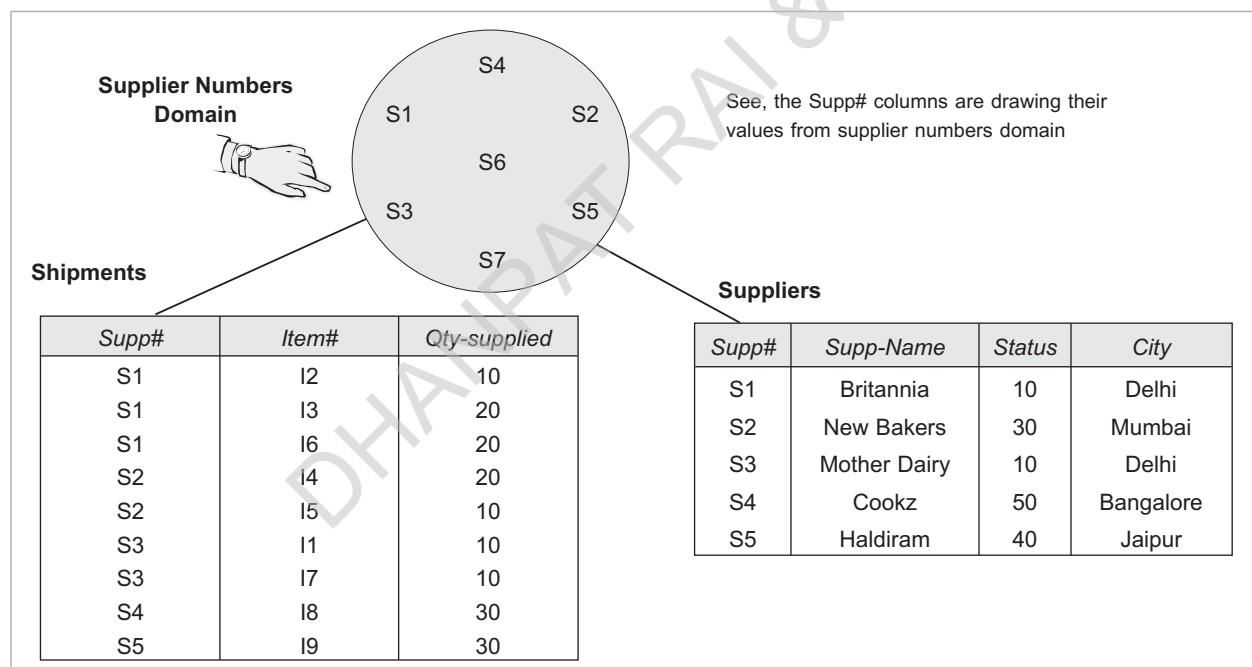 Supplier Numbers
Domain
S4
S1
S2
S6
S3
S5
S7
See, the Supp# columns are drawing their
values from supplier numbers domain
Shipments
Supp# Item# Qty-supplied
S1 I2 10
S1 I3 20
S1 I6 20
S2 I4 20
S2 I5 10
S3 I1 10
S3 I7 10
S4 I8 30
S5 I9 30
Suppliers
Supp# Supp-Name Status City
S1 Britannia 10 Delhi
S2 New Bakers 30 Mumbai
S3 Mother Dairy 10 Delhi
S4 Cookz 50 Bangalore
S5 Haldiram 40 Jaipur
DHANPAT RAI &